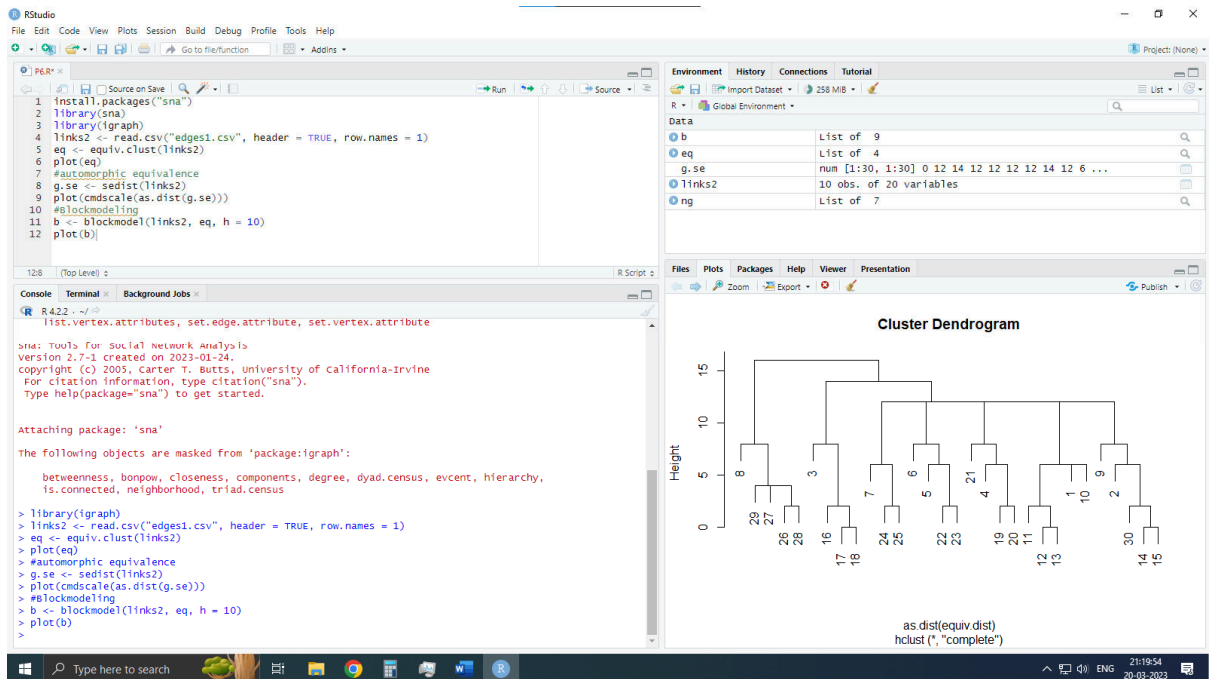 RStudio
File Edit Code View Plots Session Build Debug Profile Tools Help
Go to file/function Addins
Project: (None)
P6.R*
Source on Save Run Source
1 install.packages("sna")
2 library(sna)
3 library(igraph)
4 links2 <- read.csv("edges1.csv", header = TRUE, row.names = 1)
5 eq <- equiv.clust(links2)
6 plot(eq)
7 #automorphic equivalence
8 g.se <- sedist(links2)
9 plot(cmdscale(as.dist(g.se)))
10 #Blockmodeling
11 b <- blockmodel(links2, eq, h = 10)
12 plot(b)
12:8 (Top Level) R Script
Console Terminal Background Jobs
R 4.2.2 . ~/
list.vertex.attributes, set.edge.attribute, set.vertex.attribute
sna: Tools for Social Network Analysis
Version 2.7-1 created on 2023-01-24.
copyright (c) 2005, Carter T. Butts, University of California-Irvine
For citation information, type citation("sna").
Type help(package="sna") to get started.
Attaching package: ‘sna’
The following objects are masked from ‘package:igraph’:
betweenness, bonpow, closeness, components, degree, dyad.census, evcent, hierarchy,
is.connected, neighborhood, triad.census
> library(igraph)
> links2 <- read.csv("edges1.csv", header = TRUE, row.names = 1)
> eq <- equiv.clust(links2)
> plot(eq)
> #automorphic equivalence
> g.se <- sedist(links2)
> plot(cmdscale(as.dist(g.se)))
> #Blockmodeling
> b <- blockmodel(links2, eq, h = 10)
> plot(b)
>
Environment History Connections Tutorial
Import Dataset 258 MiB List
R Global Environment
Data
b List of 9
eq List of 4
g.se num [1:30, 1:30] 0 12 14 12 12 12 12 14 12 6 ...
links2 10 obs. of 20 variables
ng List of 7
Files Plots Packages Help Viewer Presentation
Zoom Export Publish
Cluster Dendrogram
Height
15
10
5
0
8
29
27
26
28
3
16
17
18
7
24
25
6
5
22
23
21
4
19
20
11
12
13
1
10
9
2
30
14
15
as.dist(equiv.dist)
hclust (*, "complete")
Type here to search
ENG
21:19:54
20-03-2023